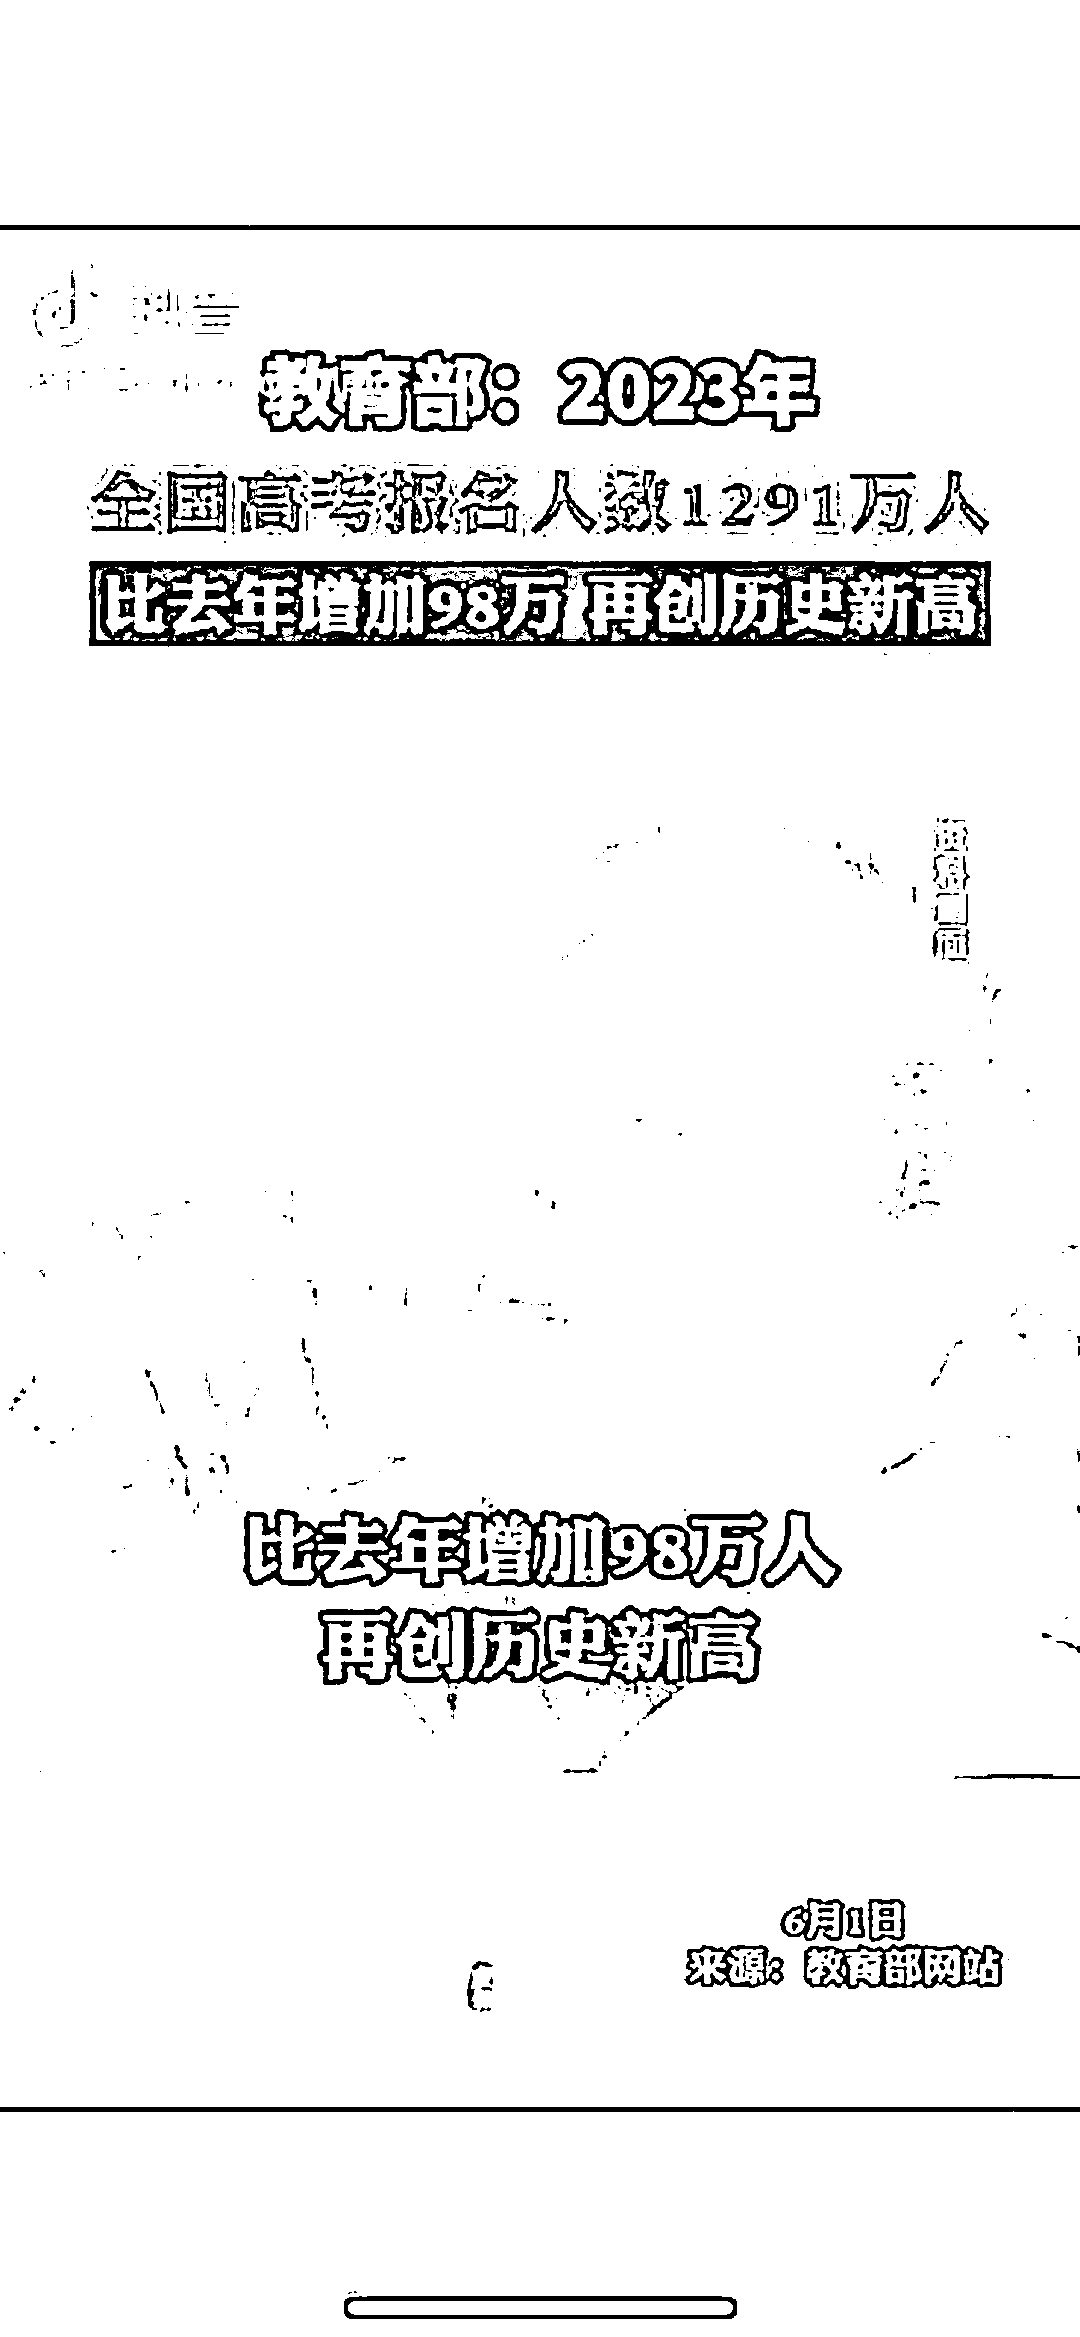 抖音
教育部：2023年
全国高考报名人数1291万人
比去年增加98万 再创历史新高
比去年增加98万人
再创历史新高
6月1日
来源：教育部网站